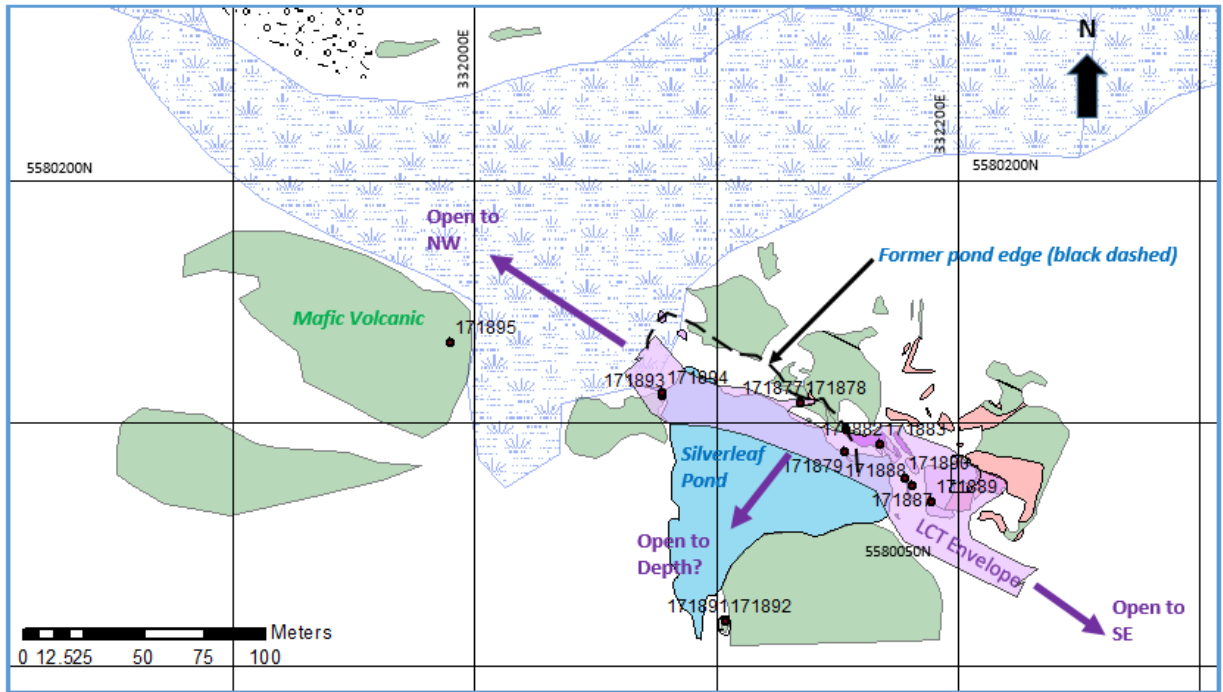 N
332000E
332200E
5580200N
5580200N
Open to
NW
Former pond edge (black dashed)
Mafic Volcanic
171895
171893
171894
171877
171878
171882
171883
Silverleaf
Pond
171879
171888
171890
171889
171887
LCT Envelope
5580050N
Open to
Depth?
171891
171892
Open to
SE
Meters
0 12.525 50 75 100